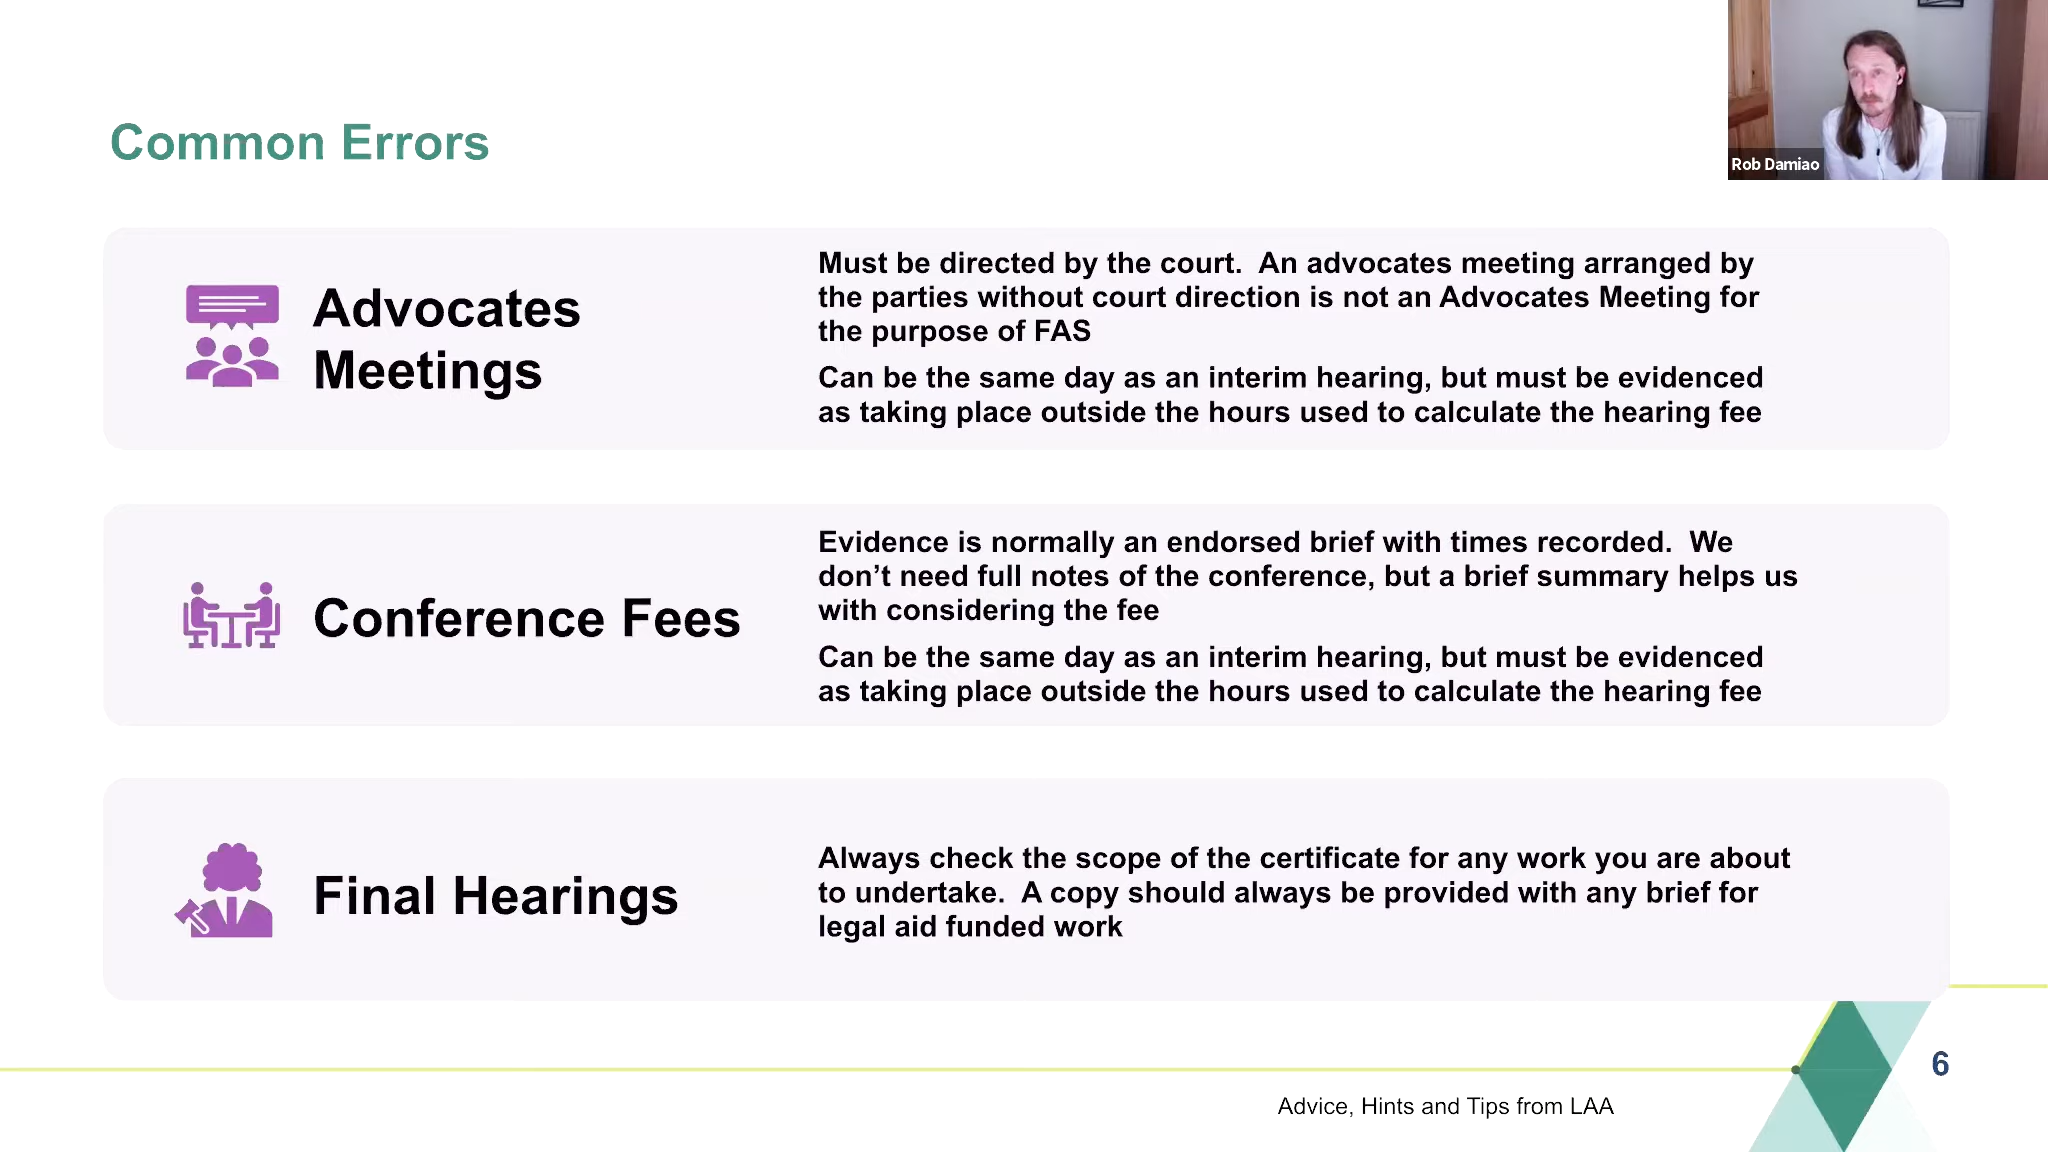 Common Errors
Rob Damiao
Advocates
Meetings
Must be directed by the court.  An advocates meeting arranged by
the parties without court direction is not an Advocates Meeting for
the purpose of FAS
Can be the same day as an interim hearing, but must be evidenced
as taking place outside the hours used to calculate the hearing fee
Conference Fees
Evidence is normally an endorsed brief with times recorded.  We
don’t need full notes of the conference, but a brief summary helps us
with considering the fee
Can be the same day as an interim hearing, but must be evidenced
as taking place outside the hours used to calculate the hearing fee
Final Hearings
Always check the scope of the certificate for any work you are about
to undertake.  A copy should always be provided with any brief for
legal aid funded work
6
Advice, Hints and Tips from LAA